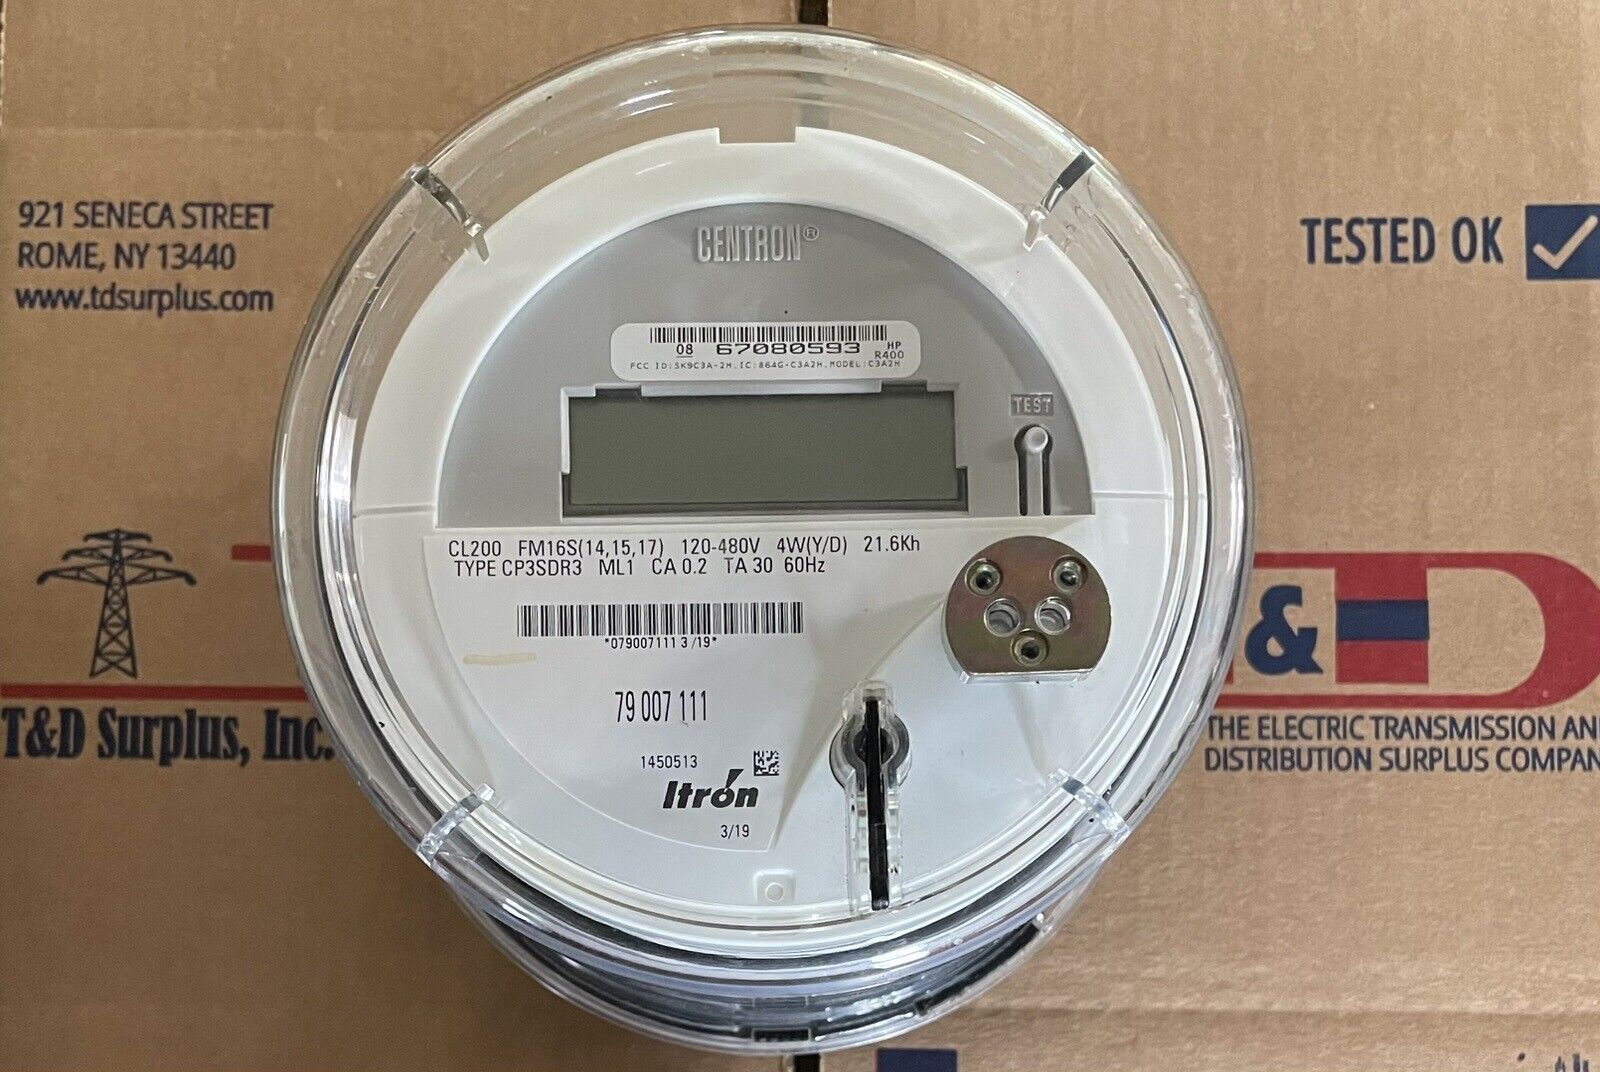 921 SENECA STREET
ROME, NY 13440
www.tdsurplus.com
TESTED OK
CENTRON®
08 67080593 HP
R400
FCC ID:SK9C3A-2H,IC:864G-C3A2H,MODEL:C3A2H
TEST
CL200 FM16S(14,15,17) 120-480V 4W(Y/D) 21.6Kh
TYPE CP3SDR3 ML1 CA 0.2 TA 30 60Hz
*079007111 3 /19*
79 007 111
1450513
Itron
3/19
T&D Surplus, Inc.
T&D
THE ELECTRIC TRANSMISSION AN
DISTRIBUTION SURPLUS COMPAN